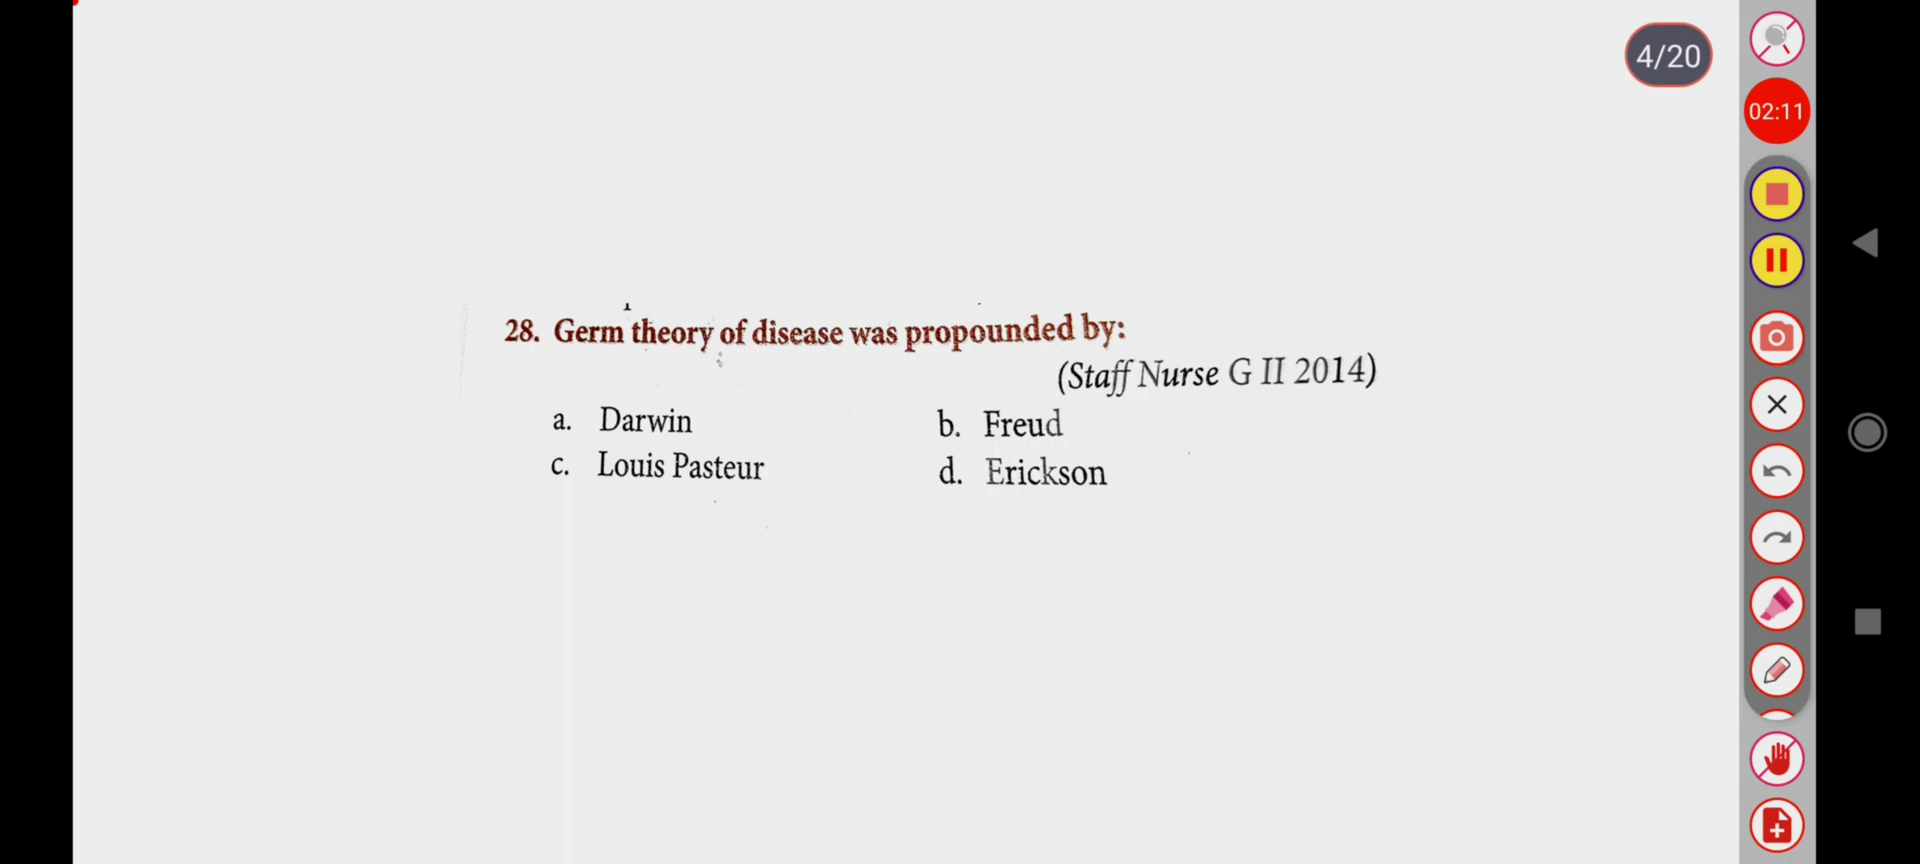 4/20
02:11
28. Germ theory of disease was propounded by:
(Staff Nurse G II 2014)
a. Darwin b. Freud
c. Louis Pasteur d. Erickson